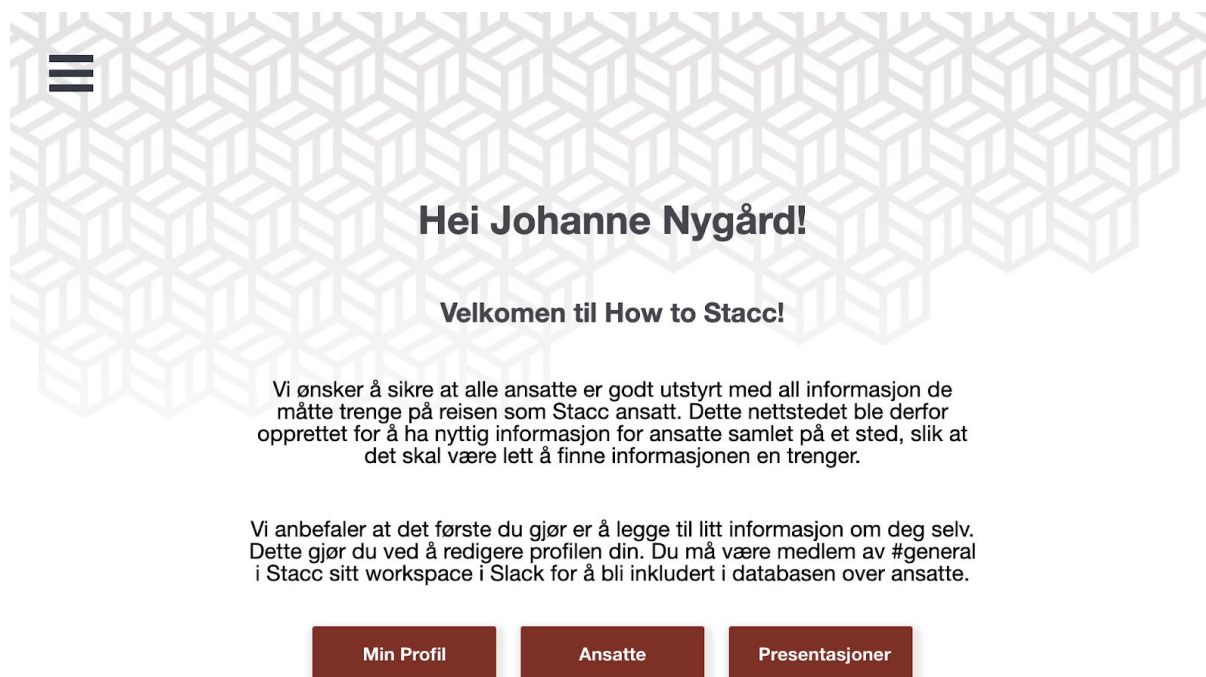 Hei Johanne Nygård!
Velkomen til How to Stacc!
Vi ønsker å sikre at alle ansatte er godt utstyrt med all informasjon de
måtte trenge på reisen som Stacc ansatt. Dette nettstedet ble derfor
opprettet for å ha nyttig informasjon for ansatte samlet på et sted, slik at
det skal være lett å finne informasjonen en trenger.
Vi anbefaler at det første du gjør er å legge til litt informasjon om deg selv.
Dette gjør du ved å redigere profilen din. Du må være medlem av #general
i Stacc sitt workspace i Slack for å bli inkludert i databasen over ansatte.
Min Profil
Ansatte
Presentasjoner